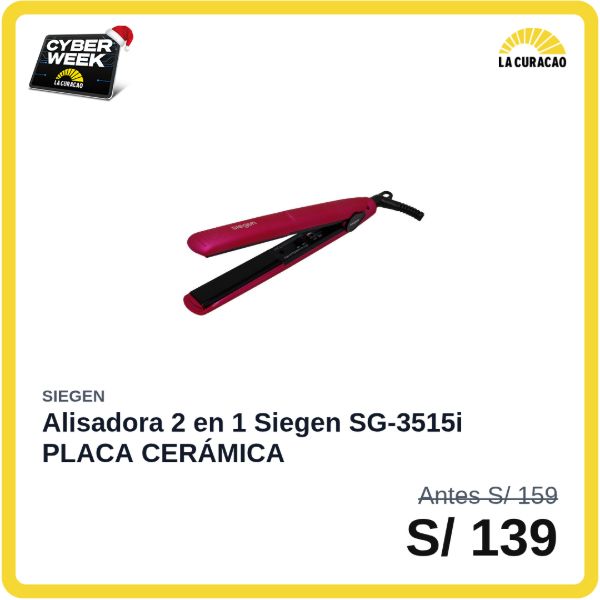 CYBER
WEEK
LA CURACAO
LA CURACAO
siegen
SIEGEN
Alisadora 2 en 1 Siegen SG-3515i
PLACA CERÁMICA
Antes S/ 159
S/ 139